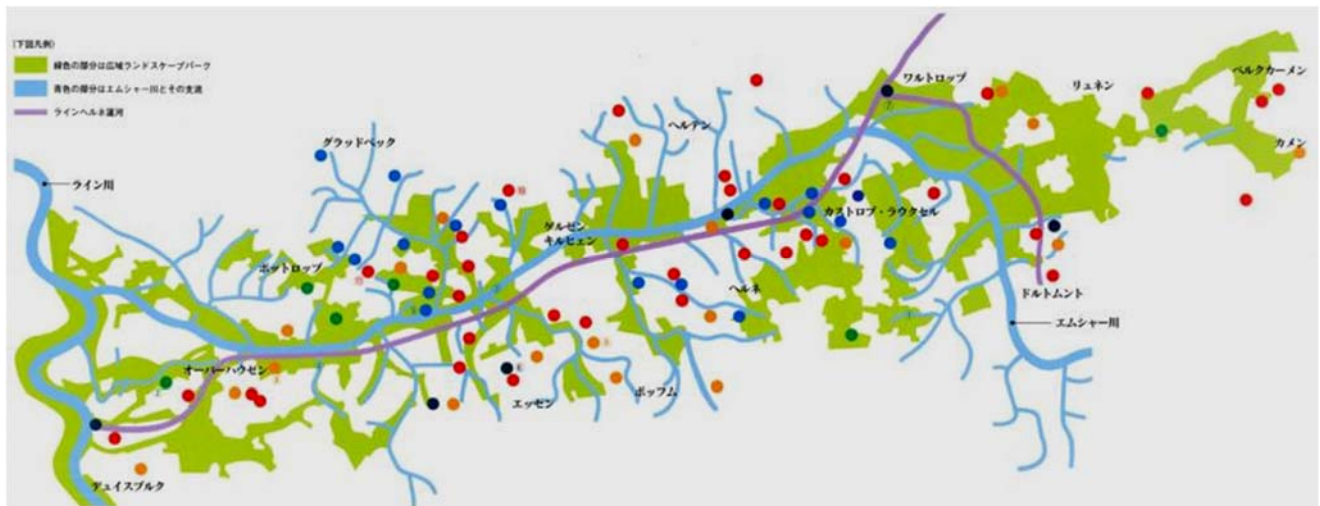 [下図凡例]
緑色の部分は広域ランドスケープパーク
青色の部分はエムシャー川とその支流
ラインヘルネ運河
ワルトロップ
リュネン
ベルクカーメン
カーメン
ヘルテン
グラッドベック
ライン川
カストロプ・ラウクセル
ゲルゼン
キルヒェン
ボットロップ
ヘルネ
ドルトムント
エムシャー川
オーバーハウゼン
エッセン
ボッフム
デュイスブルク